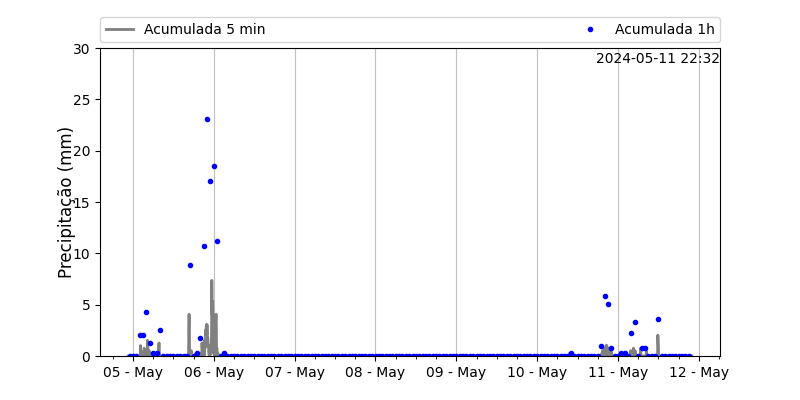 Acumulada 5 min Acumulada 1h
2024-05-11 22:32
Precipitação (mm)
30
25
20
15
10
5
0
05 - May 06 - May 07 - May 08 - May 09 - May 10 - May 11 - May 12 - May